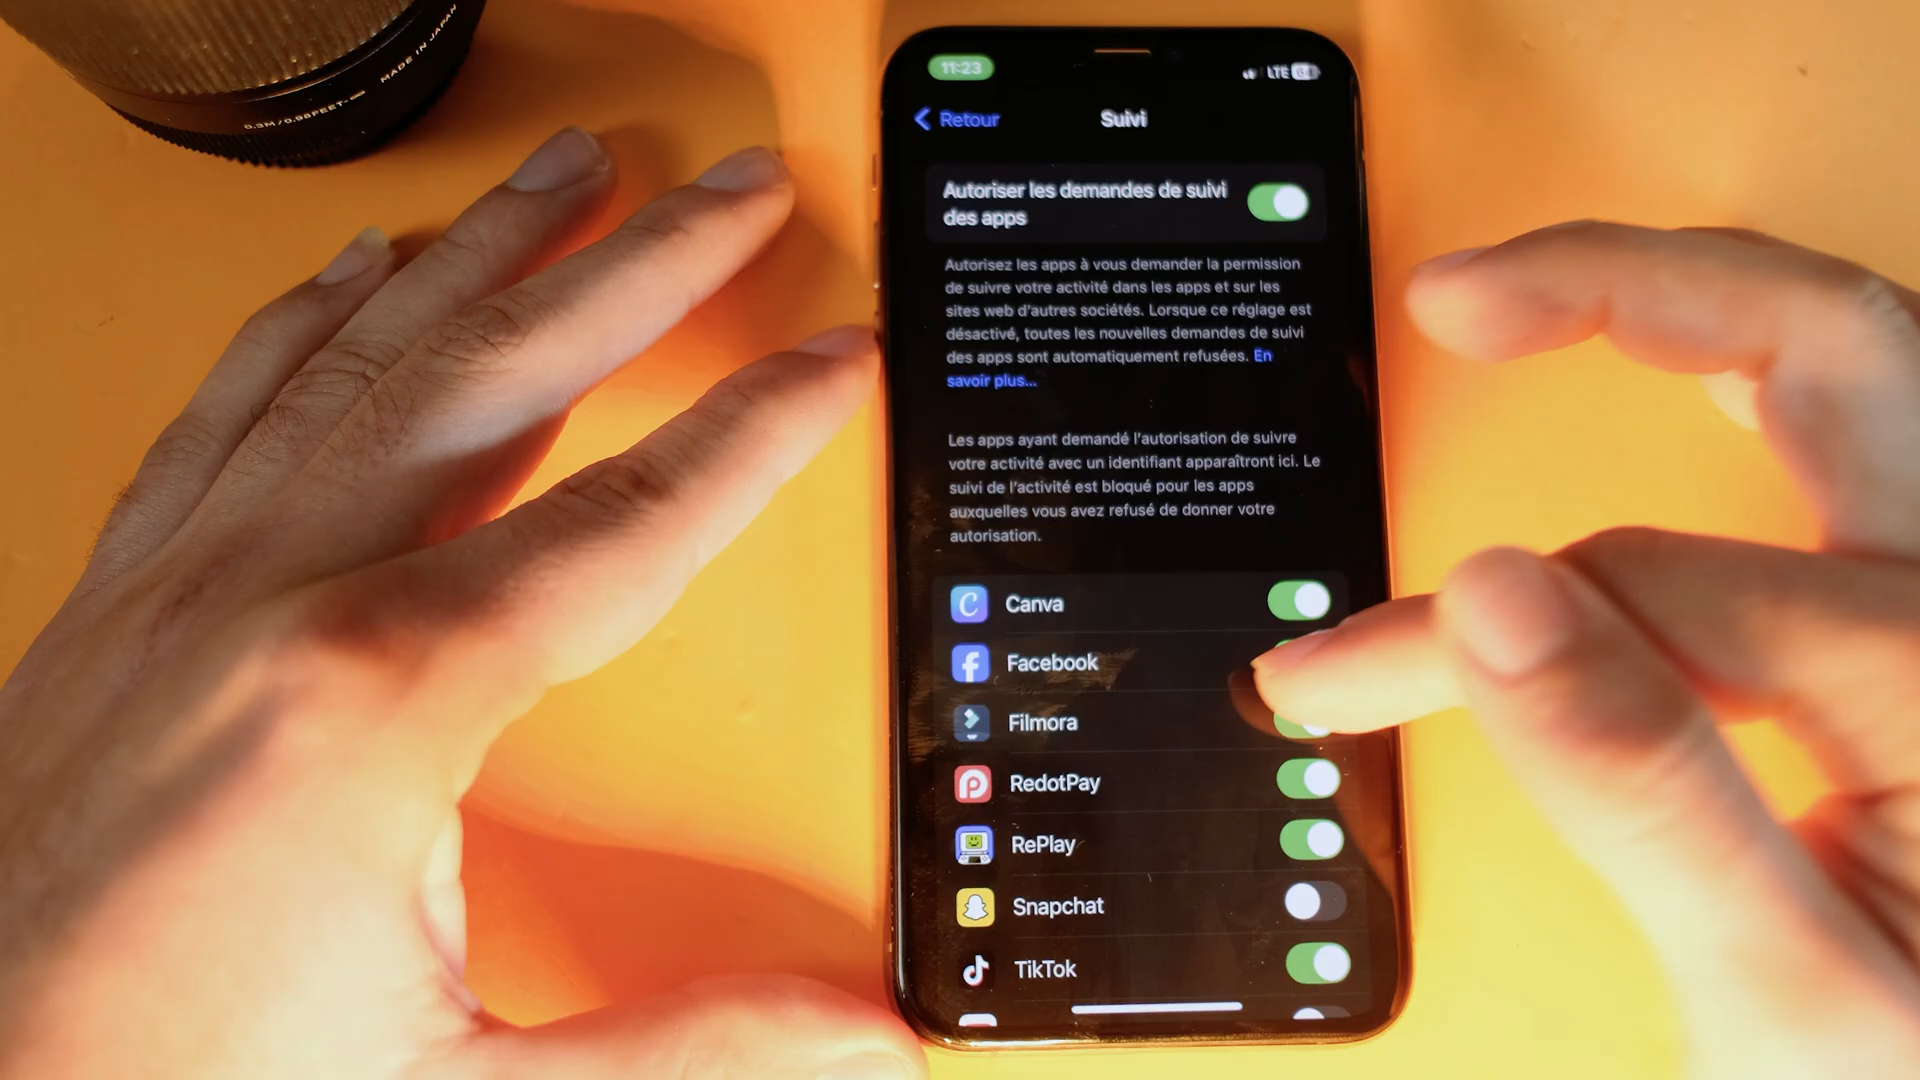 MADE IN JAPAN
0.3M/0.98FEET-∞
11:23
LTE
Retour
Suivi
Autoriser les demandes de suivi
des apps
Autorisez les apps à vous demander la permission
de suivre votre activité dans les apps et sur les
sites web d'autres sociétés. Lorsque ce réglage est
désactivé, toutes les nouvelles demandes de suivi
des apps sont automatiquement refusées. En
savoir plus...
Les apps ayant demandé l'autorisation de suivre
votre activité avec un identifiant apparaîtront ici. Le
suivi de l'activité est bloqué pour les apps
auxquelles vous avez refusé de donner votre
autorisation.
Canva
Facebook
Filmora
RedotPay
RePlay
Snapchat
TikTok